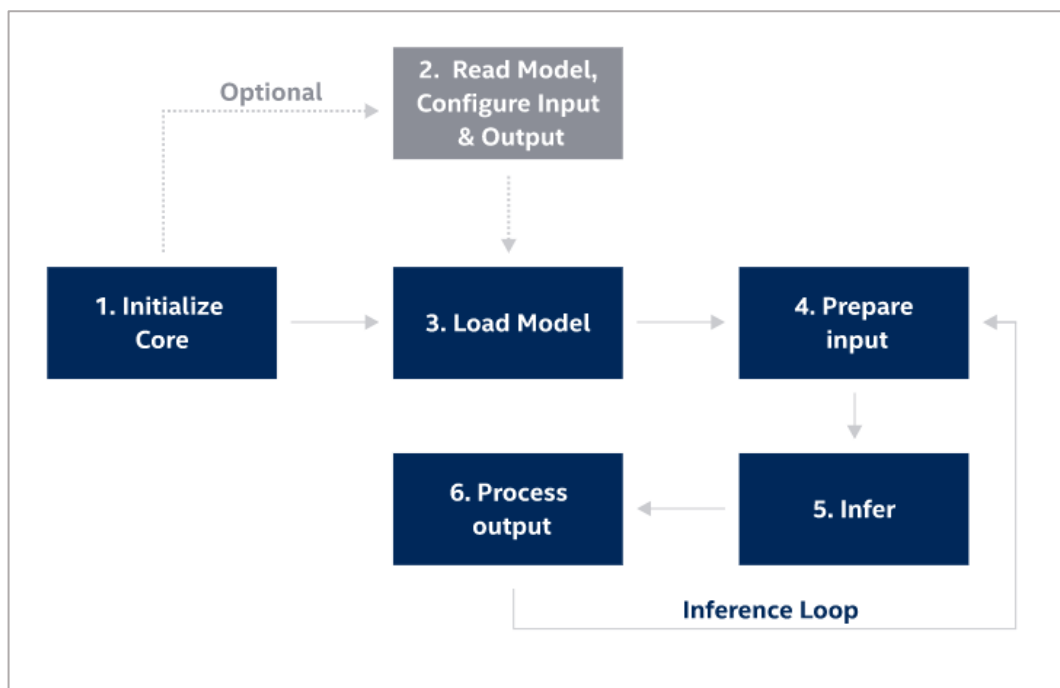 2. Read Model,
Configure Input
& Output
Optional
1. Initialize
Core
3. Load Model
4. Prepare
input
6. Process
output
5. Infer
Inference Loop